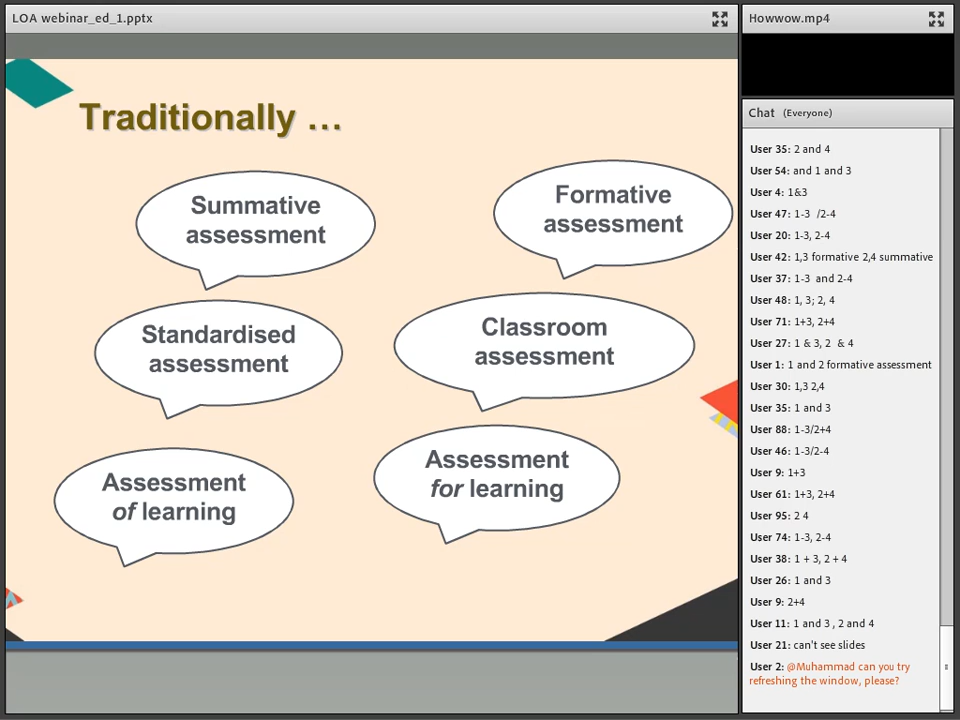 LOA webinar_ed_1.pptx
Traditionally ...
Summative
assessment
Formative
assessment
Standardised
assessment
Classroom
assessment
Assessment
of learning
Assessment
for learning
Howwow.mp4
Chat (Everyone)
User 35: 2 and 4
User 54: and 1 and 3
User 4: 1&3
User 47: 1-3 /2-4
User 20: 1-3, 2-4
User 42: 1,3 formative 2,4 summative
User 37: 1-3 and 2-4
User 48: 1, 3; 2, 4
User 71: 1+3, 2+4
User 27: 1 & 3, 2 & 4
User 1: 1 and 2 formative assessment
User 30: 1,3 2,4
User 35: 1 and 3
User 88: 1-3/2+4
User 46: 1-3/2-4
User 9: 1+3
User 61: 1+3, 2+4
User 95: 2 4
User 74: 1-3, 2-4
User 38: 1 + 3, 2 + 4
User 26: 1 and 3
User 9: 2+4
User 11: 1 and 3 , 2 and 4
User 21: can't see slides
User 2: @Muhammad can you try
refreshing the window, please?